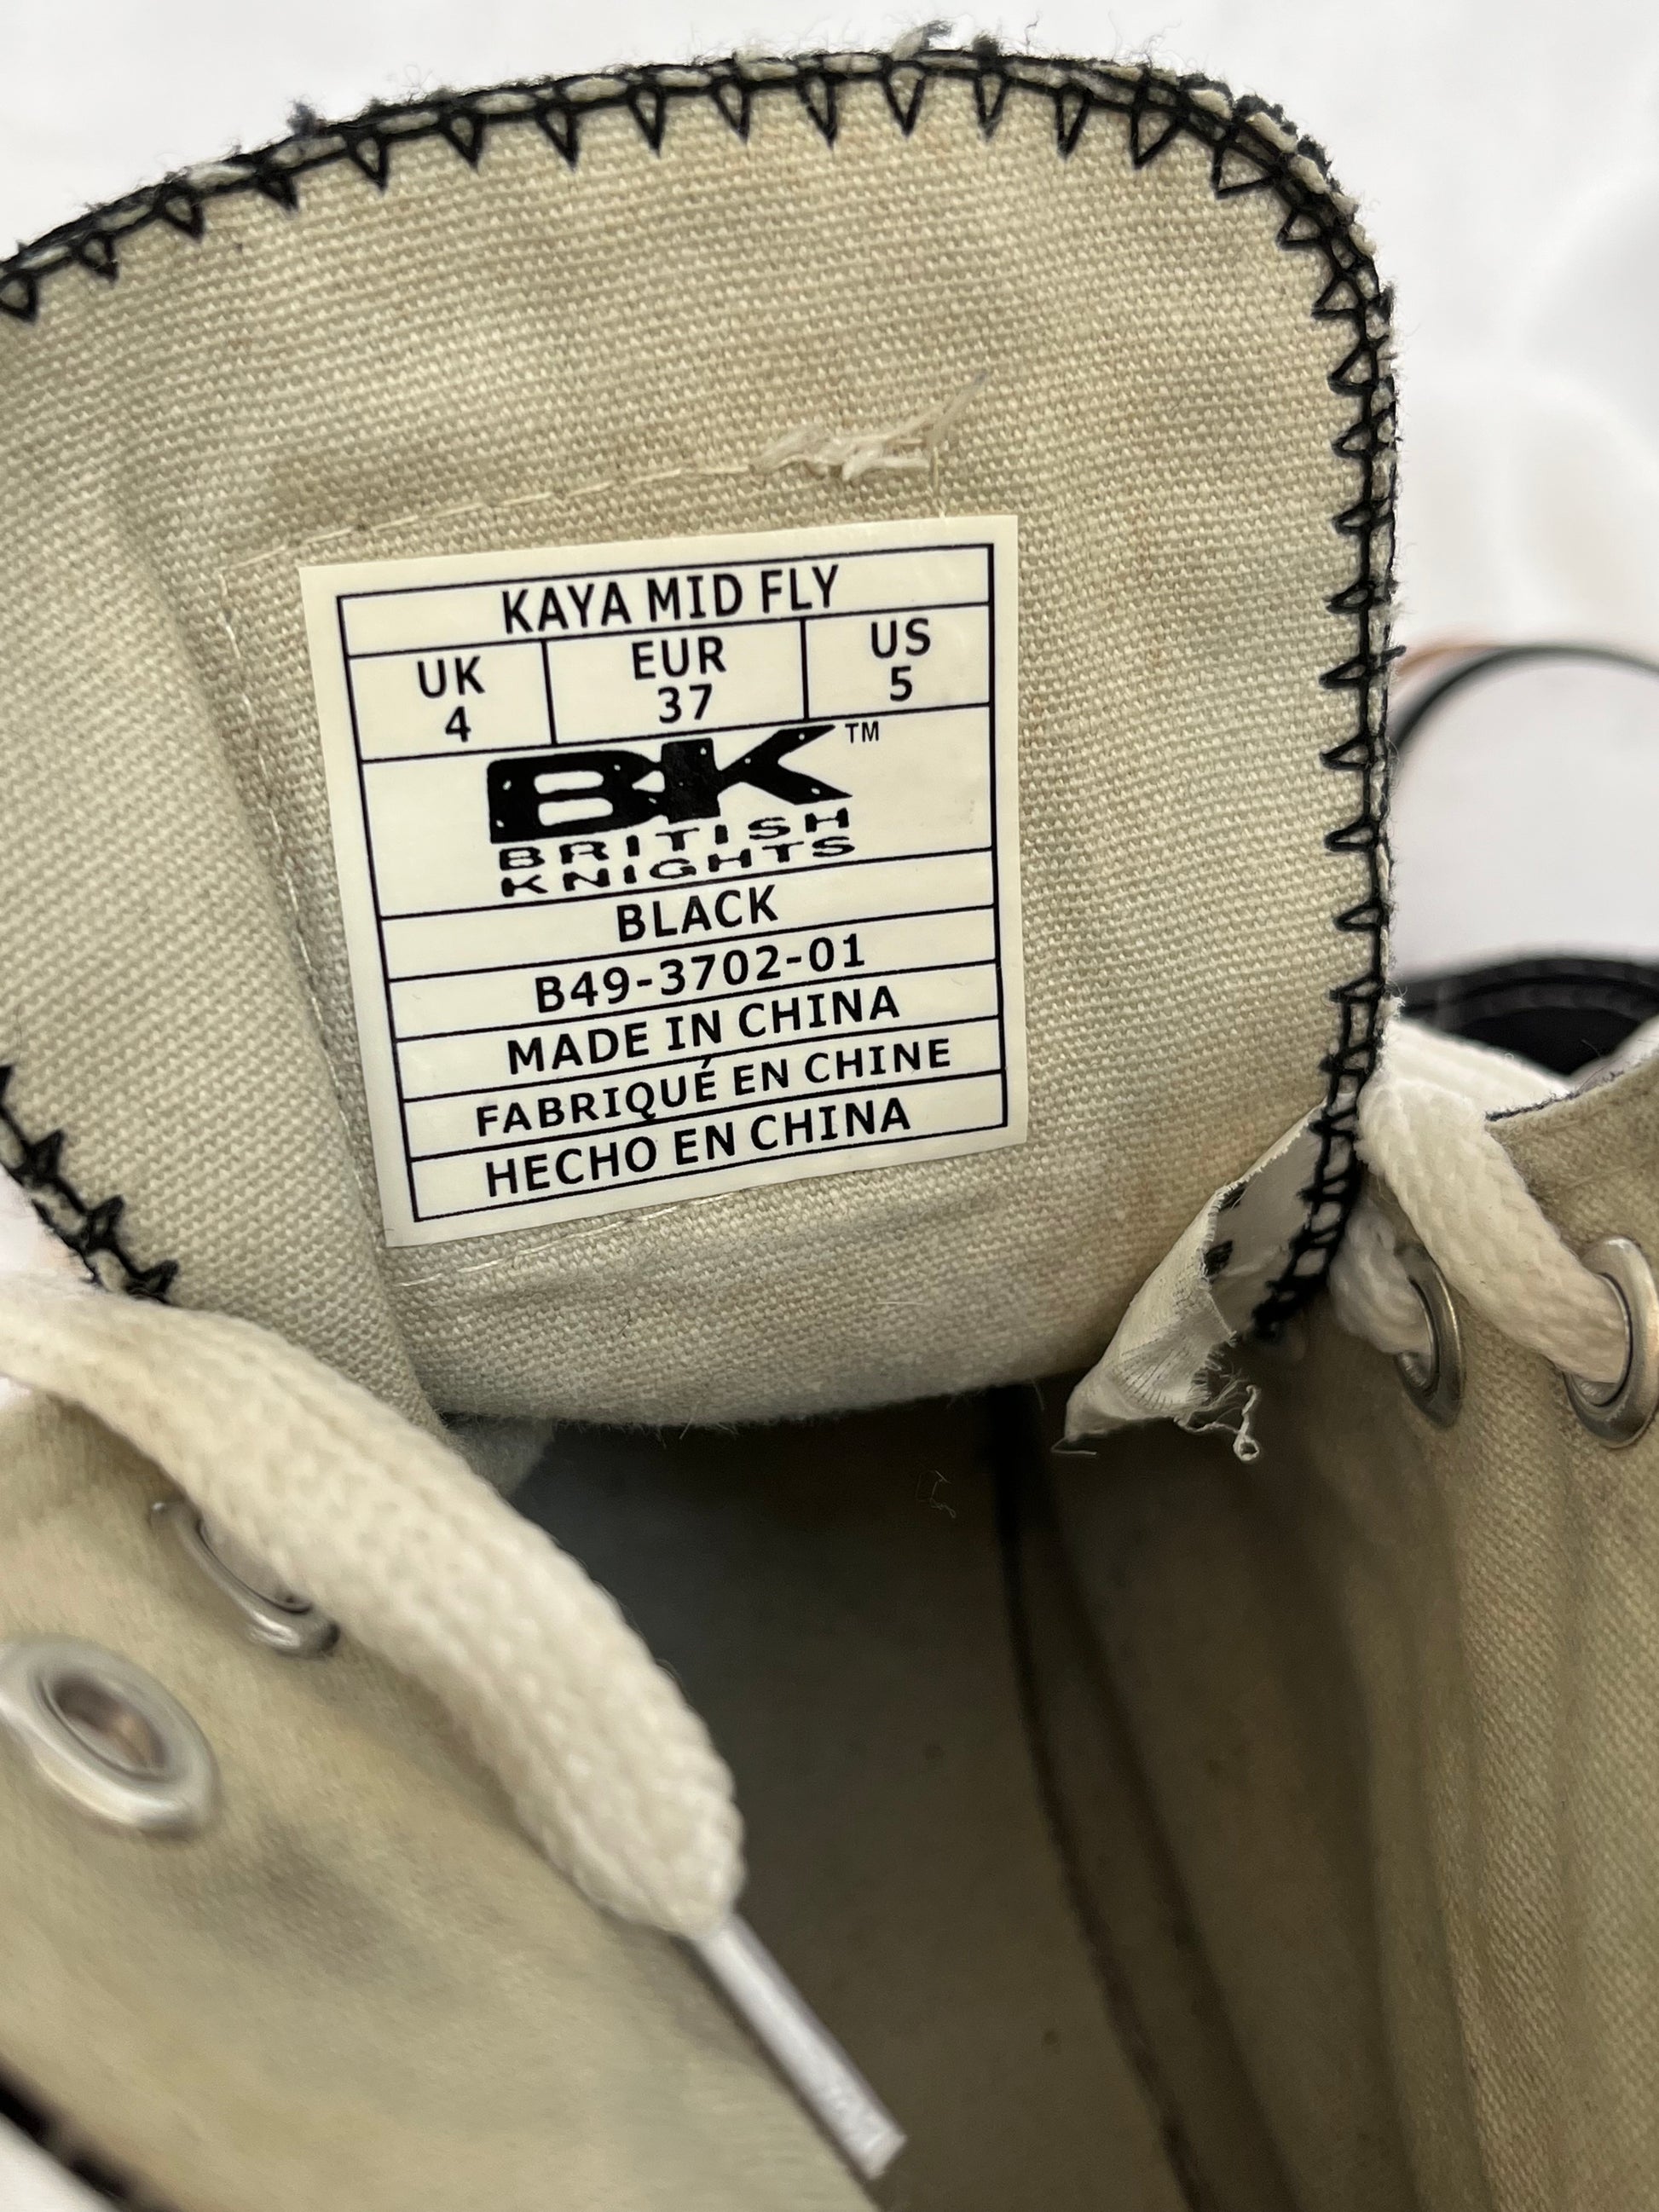 KAYA MID FLY
UK EUR US
4 37 5
BK™
BRITISH
KNIGHTS
BLACK
B49-3702-01
MADE IN CHINA
FABRIQUÉ EN CHINE
HECHO EN CHINA